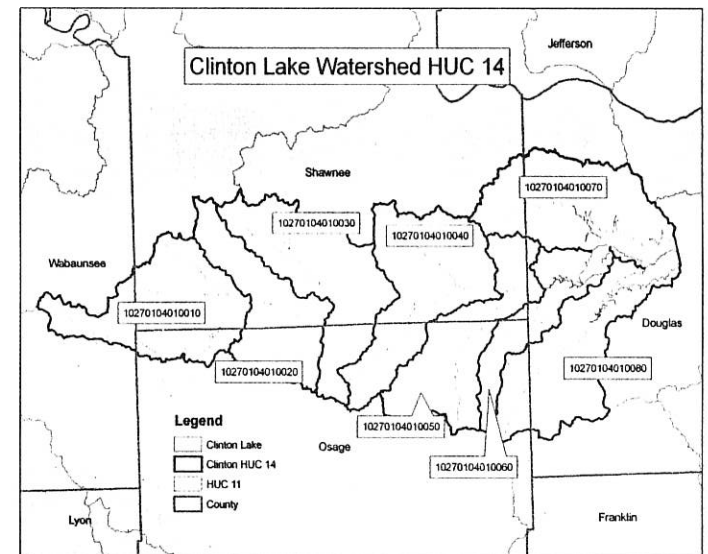 Jefferson
Clinton Lake Watershed HUC 14
Shawnee
10270104010070
10270104010030
10270104010040
Wabaunsee
10270104010010
Douglas
10270104010020
10270104010080
Legend
Clinton Lake
10270104010050
Clinton HUC 14
Osage
10270104010060
HUC 11
County
Lyon
Franklin